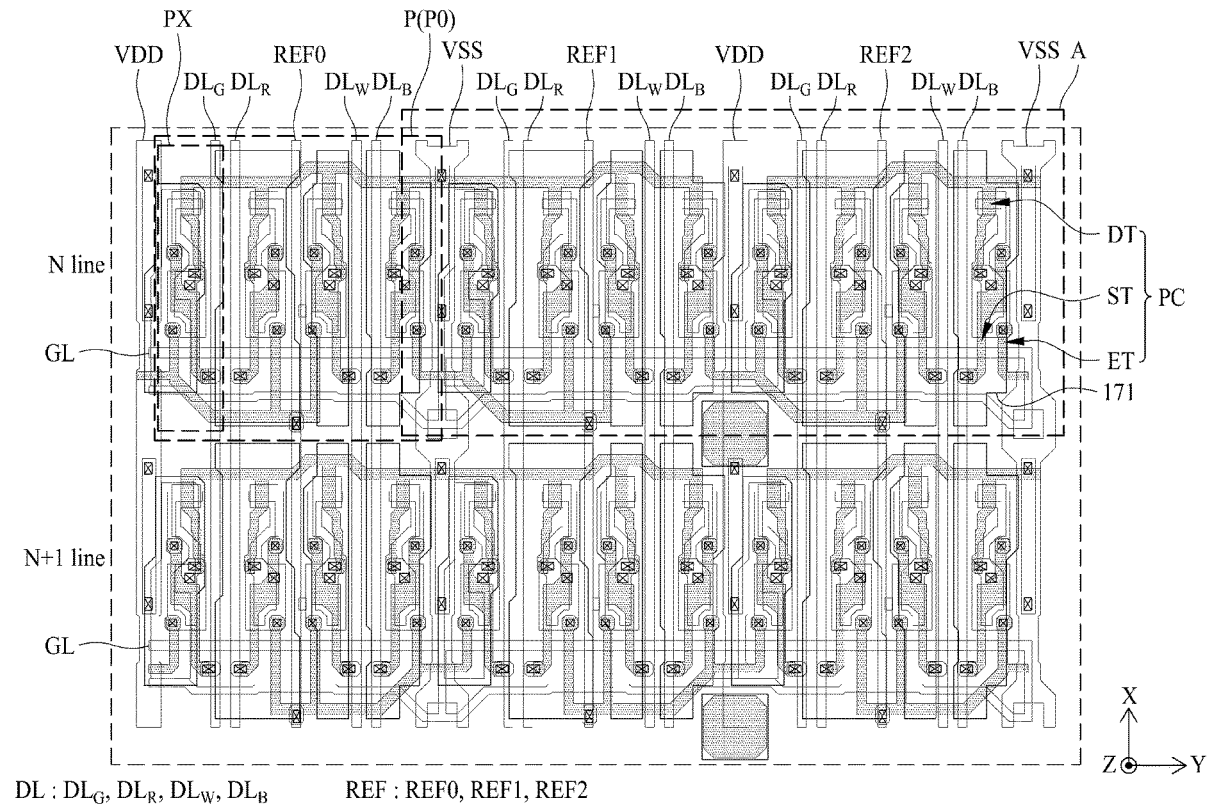 PX P(P0)
VDD REF0 VSS REF1 VDD REF2 VSS A
DL_G DL_R DL_W DL_B DL_G DL_R DL_W DL_B DL_G DL_R DL_W DL_B
DT
N line
ST PC
GL
ET
171
N+1 line
GL
X
Z Y
DL : DL_G, DL_R, DL_W, DL_B REF : REF0, REF1, REF2